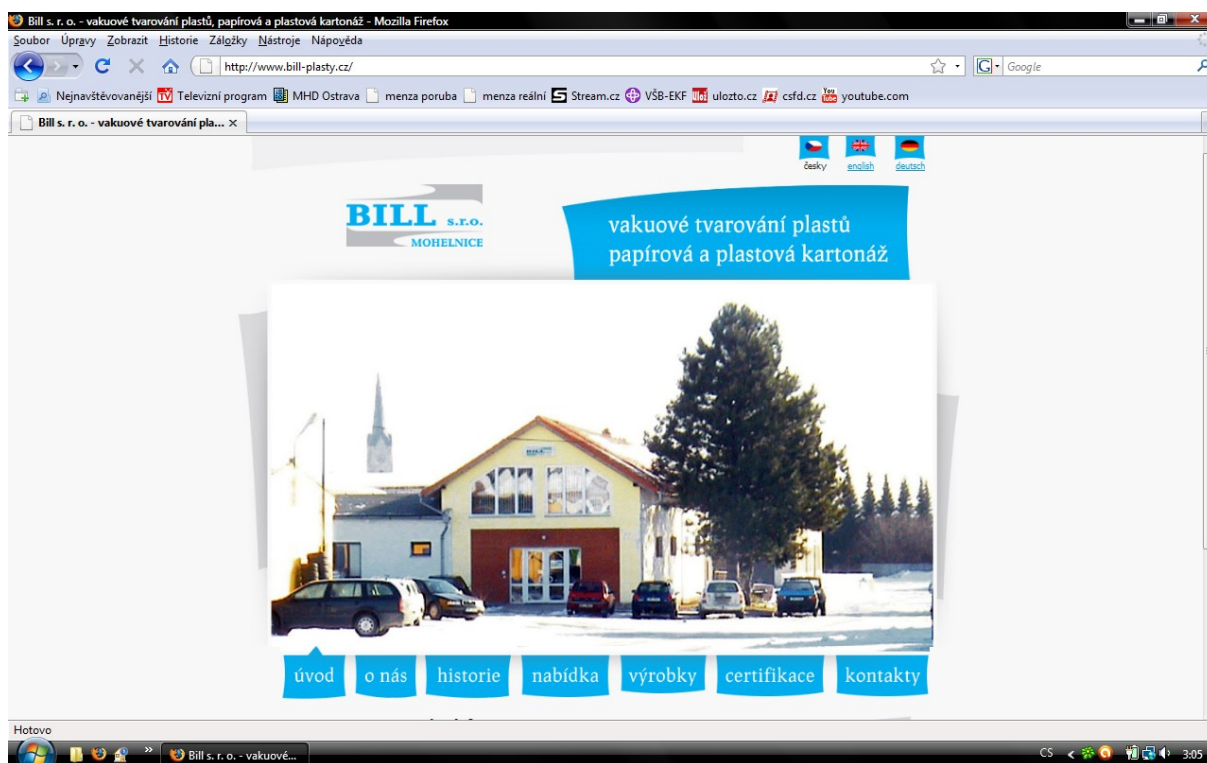 Bill s. r. o. - vakuové tvarování plastů, papírová a plastová kartonáž - Mozilla Firefox
Soubor Úpravy Zobrazit Historie Záložky Nástroje Nápověda
http://www.bill-plasty.cz/
Google
Nejnavštěvovanější Televizní program MHD Ostrava menza poruba menza reální Stream.cz VŠB-EKF ulozto.cz csfd.cz youtube.com
Bill s. r. o. - vakuové tvarování pla...
česky english deutsch
BILL s.r.o.
MOHELNICE
vakuové tvarování plastů
papírová a plastová kartonáž
úvod o nás historie nabídka výrobky certifikace kontakty
Hotovo
Bill s. r. o. - vakuové...
CS
3:05